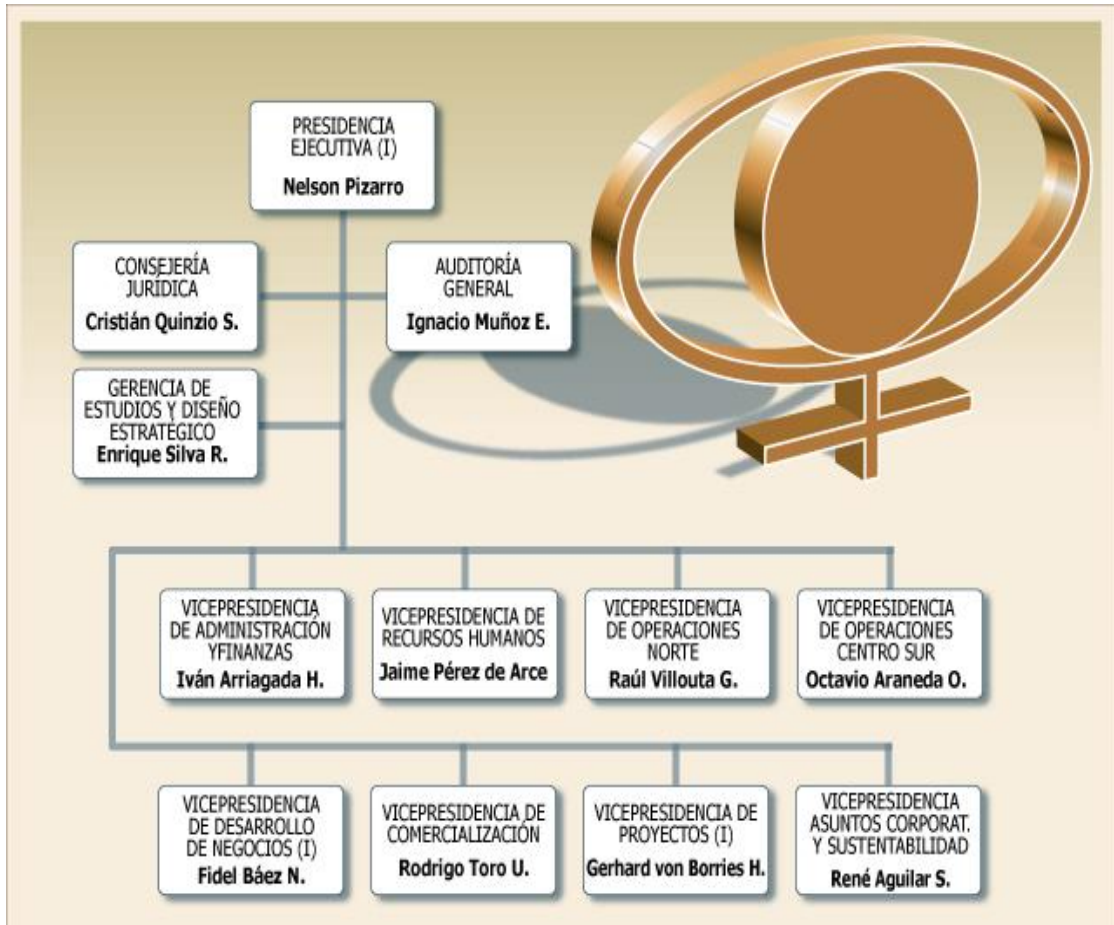 PRESIDENCIA
EJECUTIVA (I)
Nelson Pizarro
CONSEJERÍA
JURÍDICA
Cristián Quinzio S.
AUDITORÍA
GENERAL
Ignacio Muñoz E.
GERENCIA DE
ESTUDIOS Y DISEÑO
ESTRATÉGICO
Enrique Silva R.
VICEPRESIDENCIA
DE ADMINISTRACIÓN
YFINANZAS
Iván Arriagada H.
VICEPRESIDENCIA DE
RECURSOS HUMANOS
Jaime Pérez de Arce
VICEPRESIDENCIA
DE OPERACIONES
NORTE
Raúl Villouta G.
VICEPRESIDENCIA
DE OPERACIONES
CENTRO SUR
Octavio Araneda O.
VICEPRESIDENCIA
DE DESARROLLO
DE NEGOCIOS (I)
Fidel Báez N.
VICEPRESIDENCIA DE
COMERCIALIZACIÓN
Rodrigo Toro U.
VICEPRESIDENCIA DE
PROYECTOS (I)
Gerhard von Borries H.
VICEPRESIDENCIA
ASUNTOS CORPORAT.
Y SUSTENTABILIDAD
René Aguilar S.